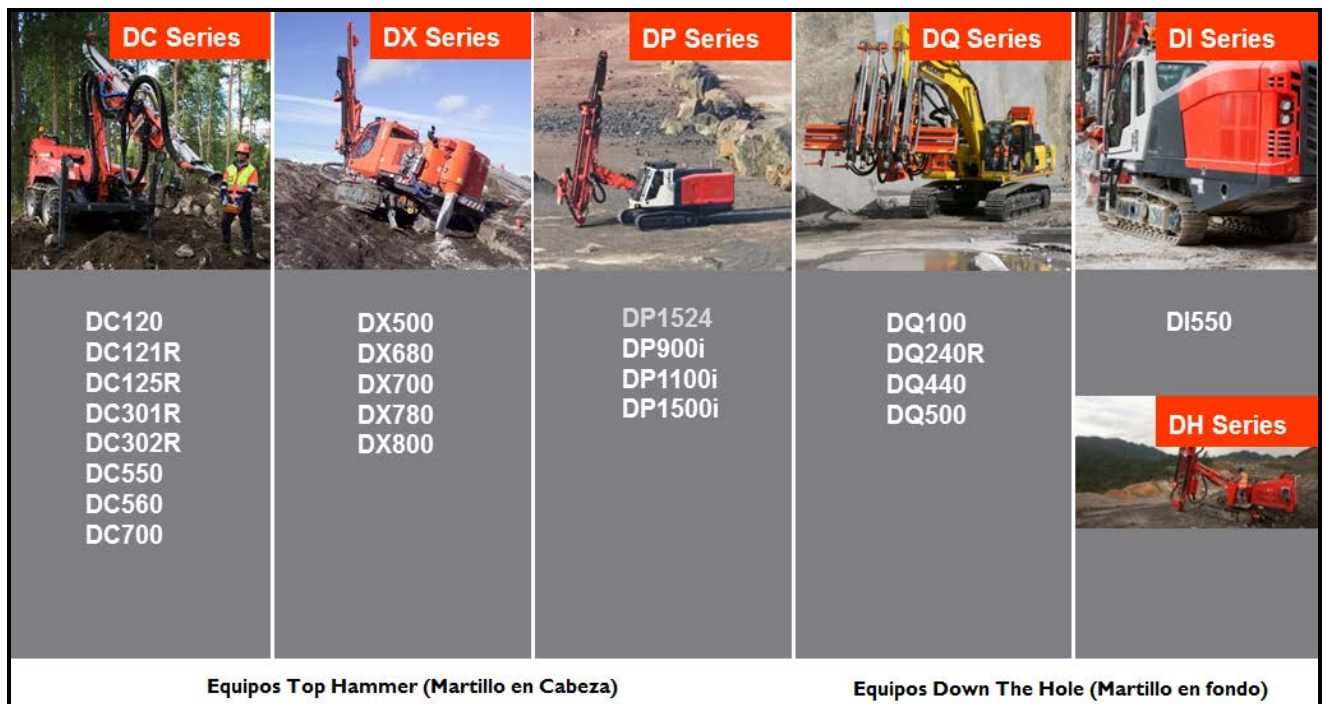 DC Series
DC120
DC121R
DC125R
DC301R
DC302R
DC550
DC560
DC700
DX Series
DX500
DX680
DX700
DX780
DX800
DP Series
DP1524
DP900i
DP1100i
DP1500i
DQ Series
DQ100
DQ240R
DQ440
DQ500
DI Series
DI550
DH Series
Equipos Top Hammer (Martillo en Cabeza)
Equipos Down The Hole (Martillo en fondo)